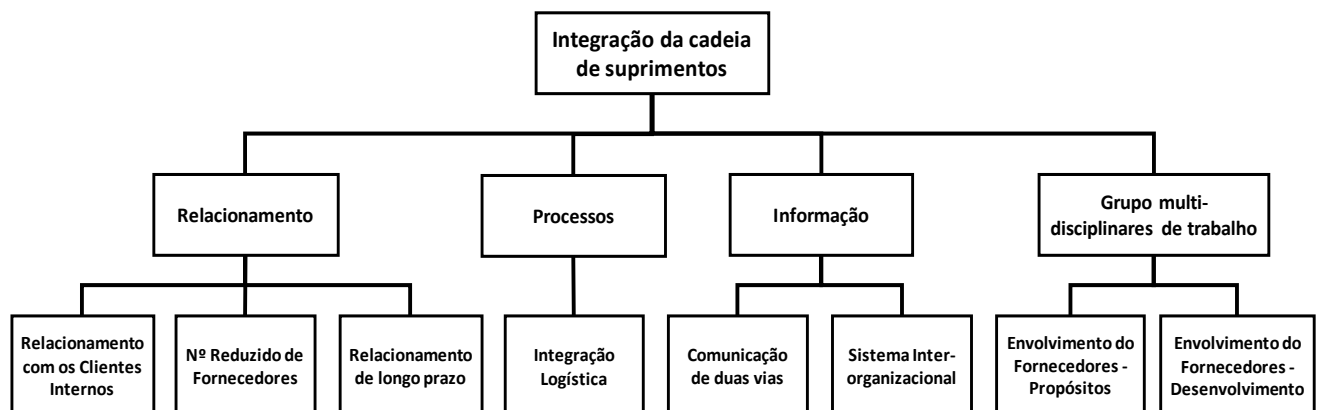 Integração da cadeia
de suprimentos
Relacionamento
Processos
Informação
Grupo multi-
disciplinares de trabalho
Relacionamento
com os Clientes
Internos
Nº Reduzido de
Fornecedores
Relacionamento
de longo prazo
Integração
Logística
Comunicação
de duas vias
Sistema Inter-
organizacional
Envolvimento do
Fornecedores -
Propósitos
Envolvimento do
Fornecedores -
Desenvolvimento